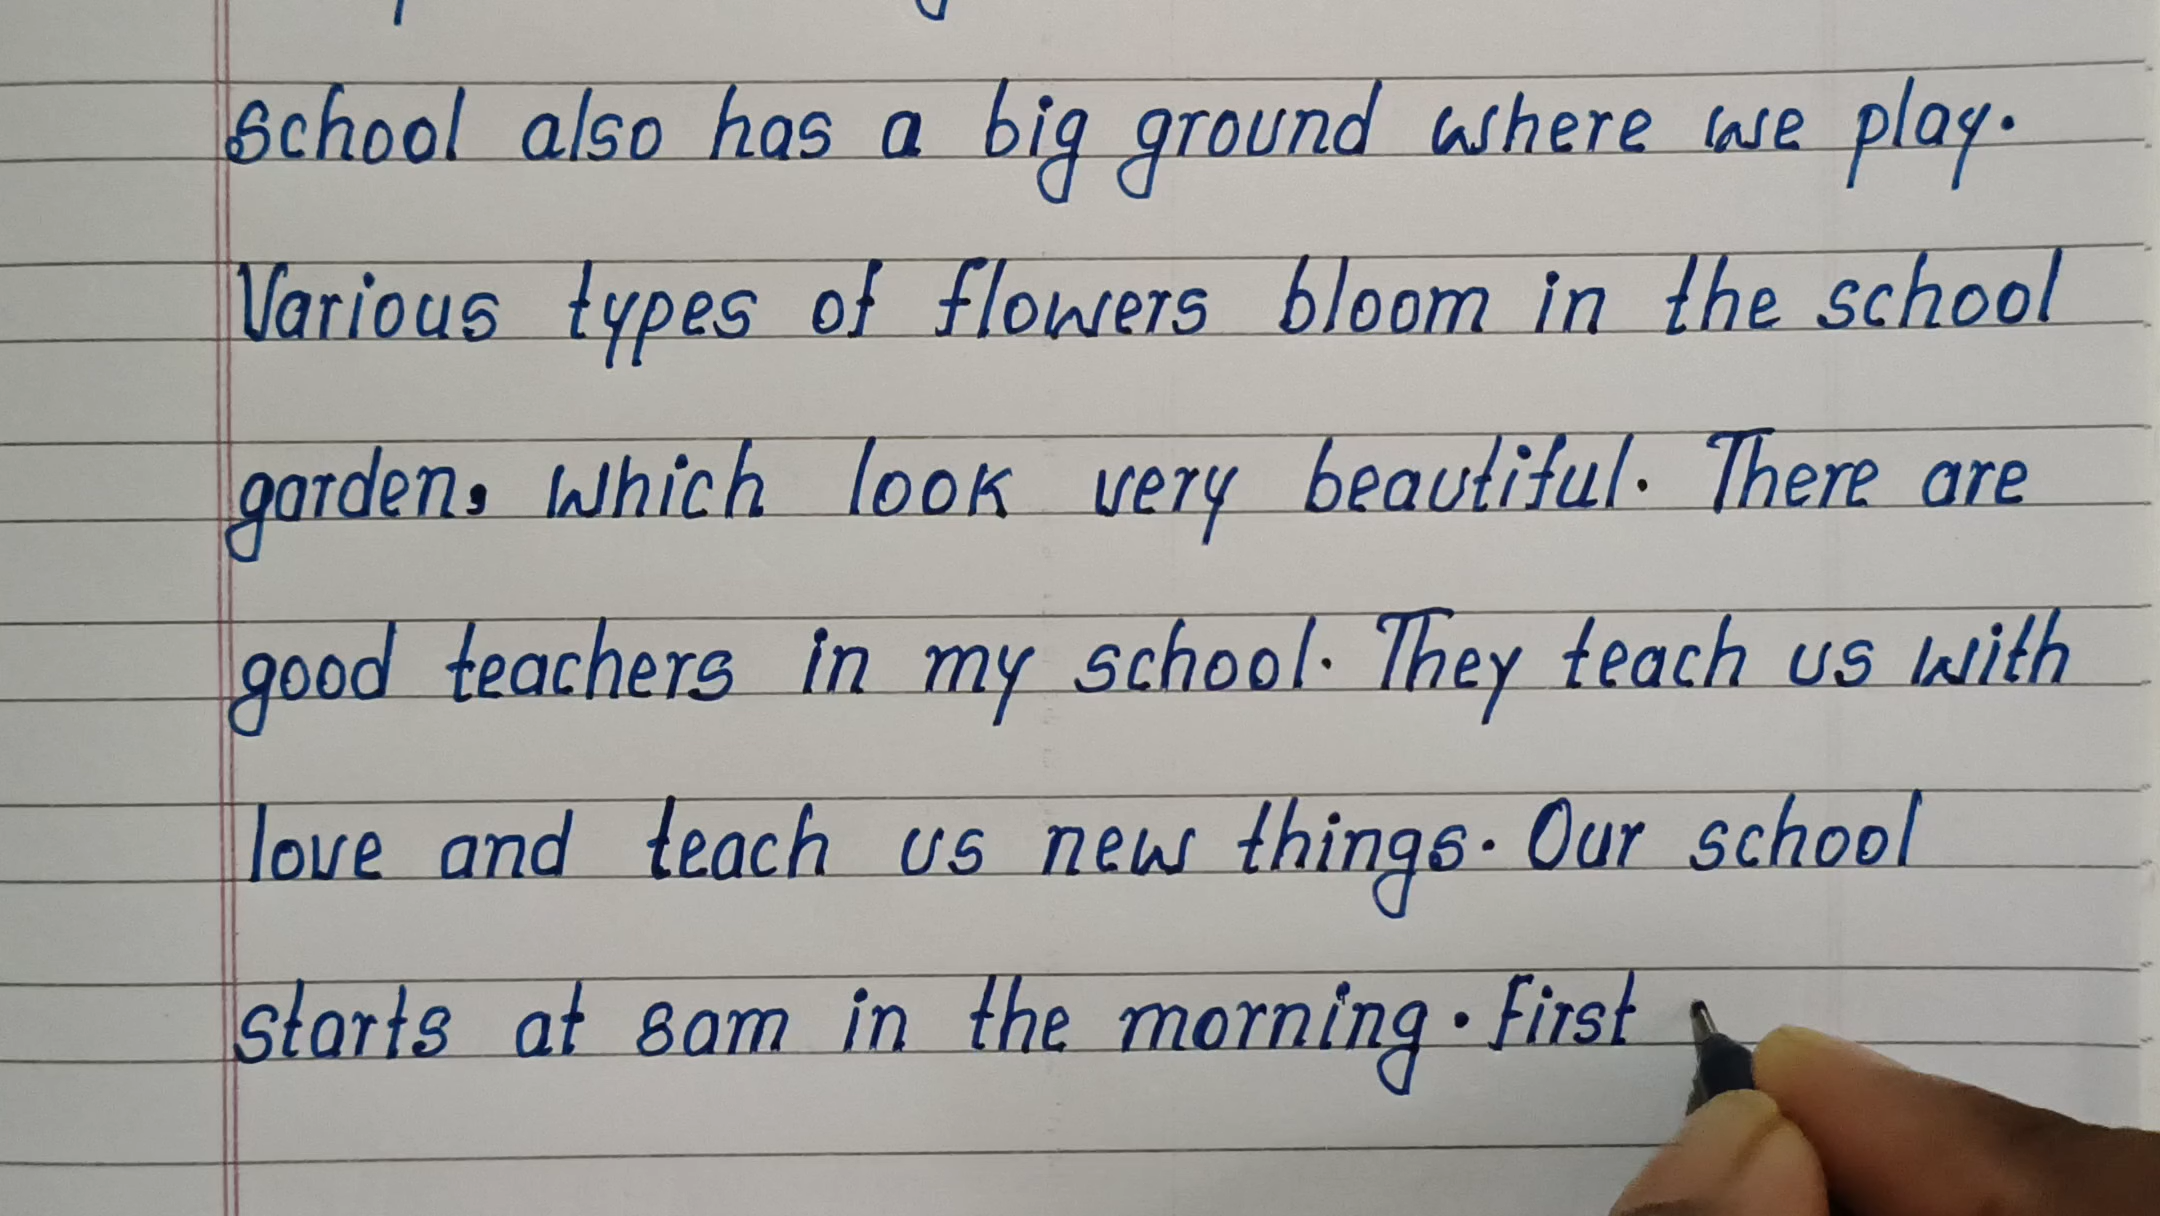 school also has a big ground where we play.
Various types of flowers bloom in the school
garden, which look very beautiful. There are
good teachers in my school. They teach us with
love and teach us new things. Our school
starts at 8am in the morning. First